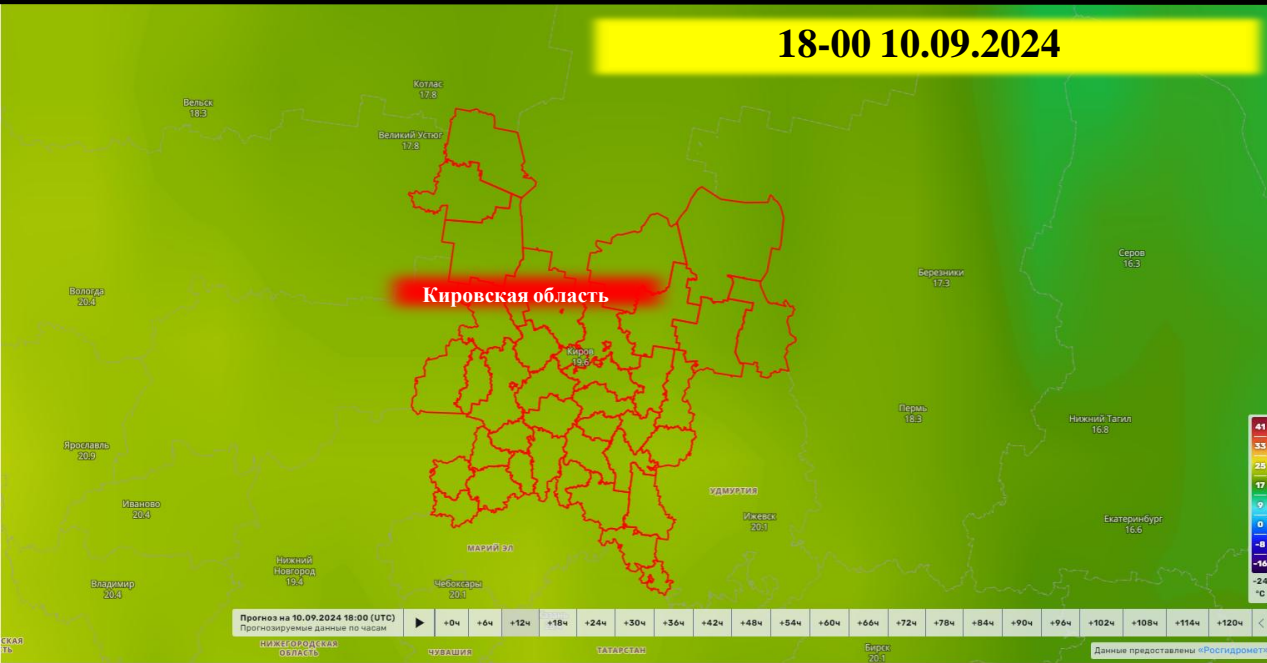 18-00 10.09.2024
Котлас
17.8
Вельск
18.3
Великий Устюг
17.8
Серов
16.3
Березники
17.3
Вологда
20.4
Кировская область
Киров
19.6
Пермь
18.3
Нижний Тагил
16.8
Ярославль
20.9
41
33
25
17
9
0
-8
-16
-24
°C
УДМУРТИЯ
Иваново
20.4
Ижевск
20.1
Екатеринбург
16.6
МАРИЙ ЭЛ
Нижний
Новгород
19.4
Владимир
20.4
Чебоксары
20.1
Прогноз на 10.09.2024 18:00 (UTC)
Прогнозируемые данные по часам
+0ч +6ч +12ч +18ч +24ч +30ч +36ч +42ч +48ч +54ч +60ч +66ч +72ч +78ч +84ч +90ч +96ч +102ч +108ч +114ч +120ч
СКАЯ
ТЬ
НИЖЕГОРОДСКАЯ
ОБЛАСТЬ
ЧУВАШИЯ
ТАТАРСТАН
Бирск
20.1
Данные предоставлены «Росгидромет»